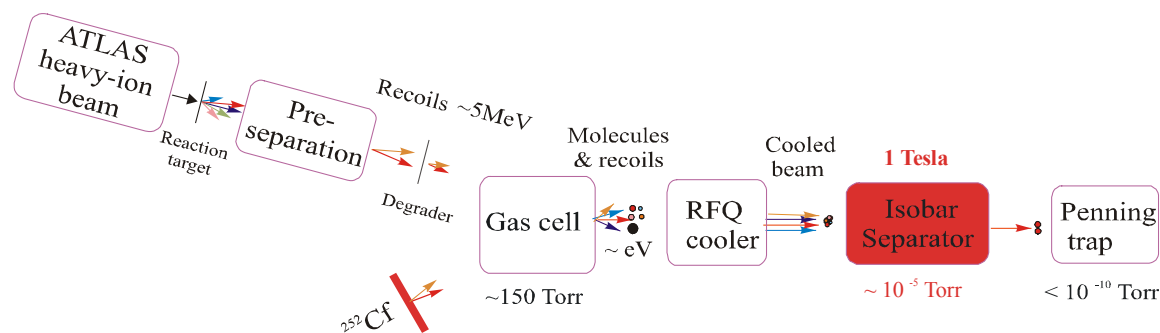 ATLAS
heavy-ion
beam
Reaction
target
Pre-
separation
Recoils ~5MeV
Degrader
²⁵²Cf
Gas cell
~150 Torr
Molecules
& recoils
~ eV
RFQ
cooler
Cooled
beam
1 Tesla
Isobar
Separator
~ 10 ⁻⁵ Torr
Penning
trap
< 10 ⁻¹⁰ Torr